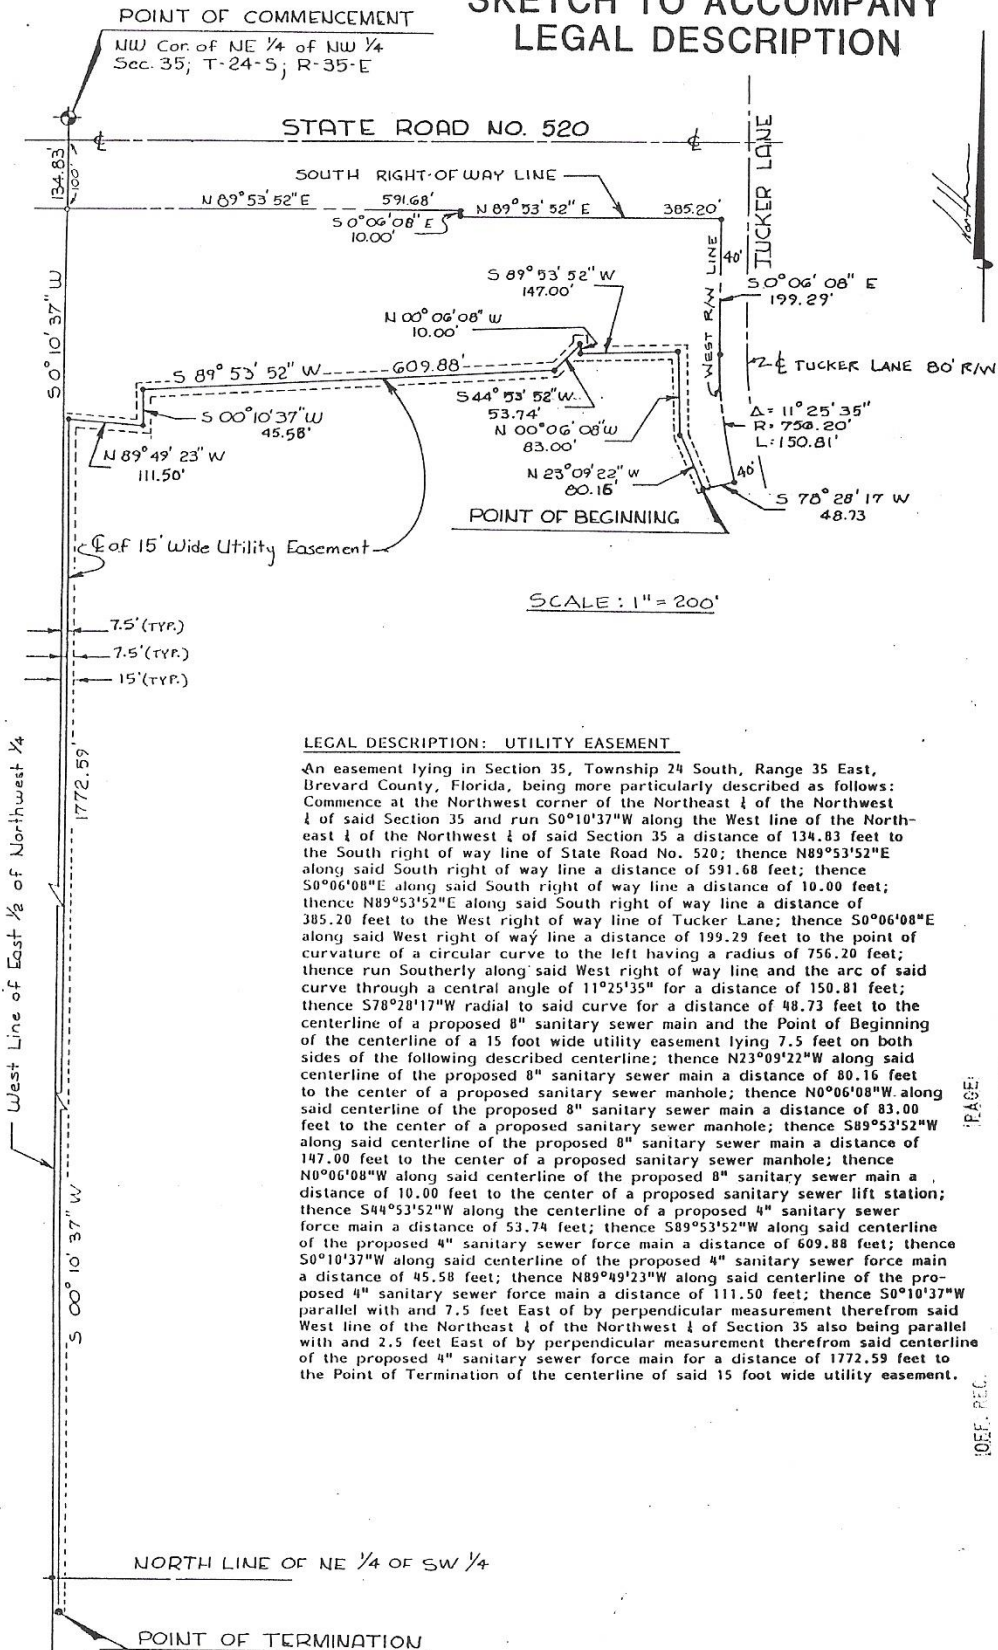 SKETCH TO ACCOMPANY
LEGAL DESCRIPTION
POINT OF COMMENCEMENT
NW Cor. of NE 1/4 of NW 1/4
Sec. 35; T-24-S; R-35-E
STATE ROAD NO. 520
TUCKER LANE
134.83'
100'
SOUTH RIGHT-OF WAY LINE
N 89° 53' 52" E
591.68'
N 89° 53' 52" E
385.20'
S 0° 06' 08" E
10.00'
North
40'
WEST R/W LINE
S 0° 06' 08" E
199.29'
S 0° 10' 37" W
S 89° 53' 52" W
147.00'
N 00° 06' 08" W
10.00'
S 89° 53' 52" W
609.88'
℄ TUCKER LANE 80' R/W
S 44° 53' 52" W
53.74'
S 00° 10' 37" W
45.58'
N 00° 06' 08" W
83.00'
Δ= 11° 25' 35"
R= 756.20'
L= 150.81'
N 89° 49' 23" W
111.50'
N 23° 09' 22" W
80.16'
40'
S 78° 28' 17 W
48.73
POINT OF BEGINNING
℄ of 15' Wide Utility Easement
SCALE: 1" = 200'
7.5' (TYP.)
7.5' (TYP.)
15' (TYP.)
West Line of East 1/2 of Northwest 1/4
1772.59'
S 00° 10' 37" W
LEGAL DESCRIPTION: UTILITY EASEMENT
An easement lying in Section 35, Township 24 South, Range 35 East,
Brevard County, Florida, being more particularly described as follows:
Commence at the Northwest corner of the Northeast ¼ of the Northwest
¼ of said Section 35 and run S0°10'37"W along the West line of the North-
east ¼ of the Northwest ¼ of said Section 35 a distance of 134.83 feet to
the South right of way line of State Road No. 520; thence N89°53'52"E
along said South right of way line a distance of 591.68 feet; thence
S0°06'08"E along said South right of way line a distance of 10.00 feet;
thence N89°53'52"E along said South right of way line a distance of
385.20 feet to the West right of way line of Tucker Lane; thence S0°06'08"E
along said West right of way line a distance of 199.29 feet to the point of
curvature of a circular curve to the left having a radius of 756.20 feet;
thence run Southerly along said West right of way line and the arc of said
curve through a central angle of 11°25'35" for a distance of 150.81 feet;
thence S78°28'17"W radial to said curve for a distance of 48.73 feet to the
centerline of a proposed 8" sanitary sewer main and the Point of Beginning
of the centerline of a 15 foot wide utility easement lying 7.5 feet on both
sides of the following described centerline; thence N23°09'22"W along said
centerline of the proposed 8" sanitary sewer main a distance of 80.16 feet
to the center of a proposed sanitary sewer manhole; thence N0°06'08"W along
said centerline of the proposed 8" sanitary sewer main a distance of 83.00
feet to the center of a proposed sanitary sewer manhole; thence S89°53'52"W
along said centerline of the proposed 8" sanitary sewer main a distance of
147.00 feet to the center of a proposed sanitary sewer manhole; thence
N0°06'08"W along said centerline of the proposed 8" sanitary sewer main a
distance of 10.00 feet to the center of a proposed sanitary sewer lift station;
thence S44°53'52"W along the centerline of a proposed 4" sanitary sewer
force main a distance of 53.74 feet; thence S89°53'52"W along said centerline
of the proposed 4" sanitary sewer force main a distance of 609.88 feet; thence
S0°10'37"W along said centerline of the proposed 4" sanitary sewer force main
a distance of 45.58 feet; thence N89°49'23"W along said centerline of the pro-
posed 4" sanitary sewer force main a distance of 111.50 feet; thence S0°10'37"W
parallel with and 7.5 feet East of by perpendicular measurement therefrom said
West line of the Northeast ¼ of the Northwest ¼ of Section 35 also being parallel
with and 2.5 feet East of by perpendicular measurement therefrom said centerline
of the proposed 4" sanitary sewer force main for a distance of 1772.59 feet to
the Point of Termination of the centerline of said 15 foot wide utility easement.
PAGE:
OFF. REC.
NORTH LINE OF NE 1/4 OF SW 1/4
POINT OF TERMINATION